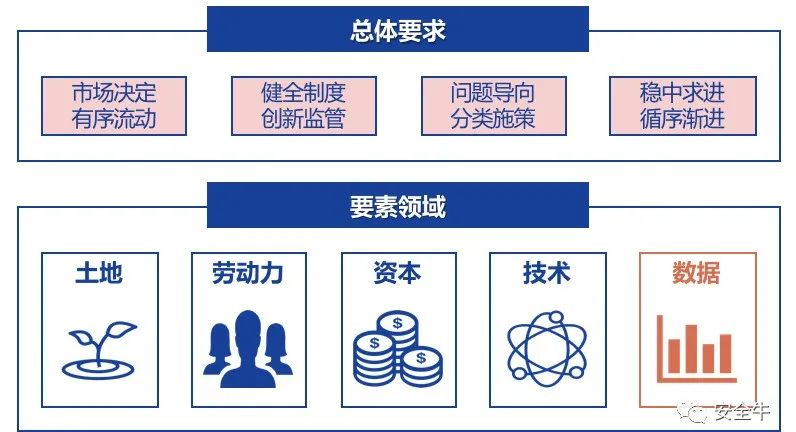 总体要求
市场决定
有序流动
健全制度
创新监管
问题导向
分类施策
稳中求进
循序渐进
要素领域
土地
劳动力
资本
$
$
$
技术
数据
安全牛